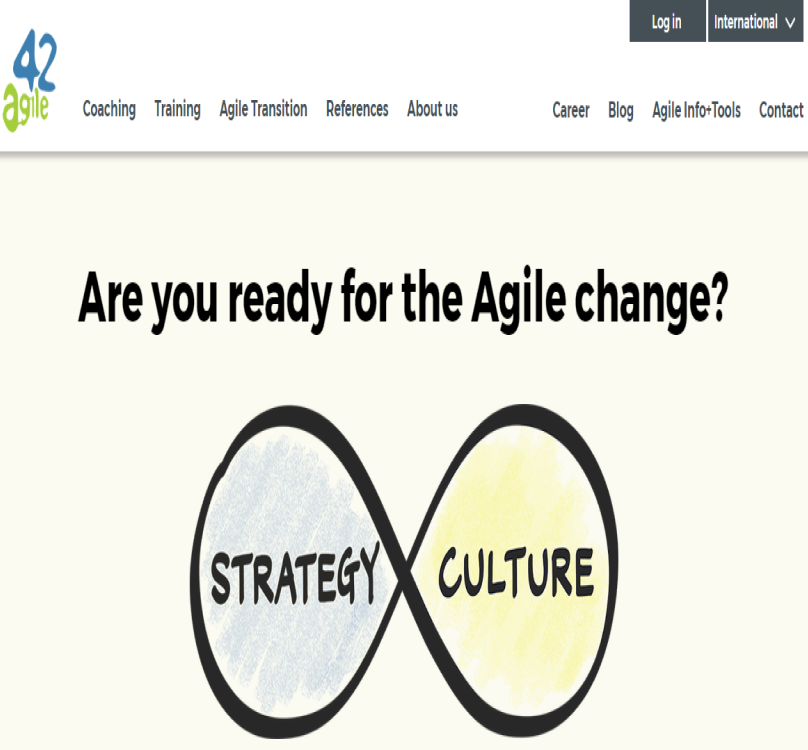 Log in International
42
agile
Coaching Training Agile Transition References About us Career Blog Agile Info+Tools Contact
Are you ready for the Agile change?
STRATEGY CULTURE